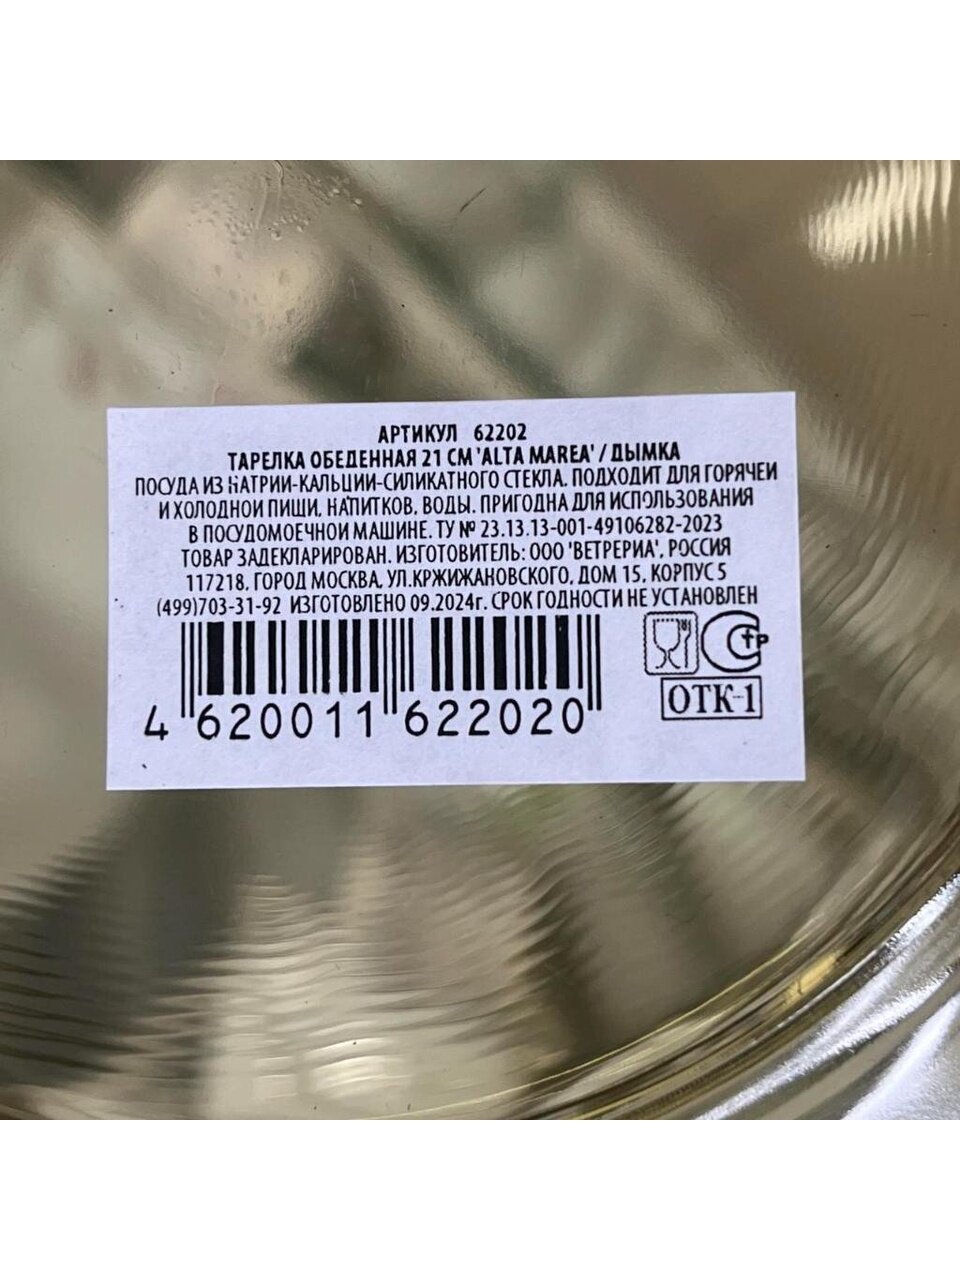 АРТИКУЛ 62202
ТАРЕЛКА ОБЕДЕННАЯ 21 СМ 'ALTA MAREA' / ДЫМКА
ПОСУДА ИЗ НАТРИИ-КАЛЬЦИИ-СИЛИКАТНОГО СТЕКЛА. ПОДХОДИТ ДЛЯ ГОРЯЧЕЙ
И ХОЛОДНОЙ ПИЩИ, НАПИТКОВ, ВОДЫ. ПРИГОДНА ДЛЯ ИСПОЛЬЗОВАНИЯ
В ПОСУДОМОЕЧНОЙ МАШИНЕ. ТУ № 23.13.13-001-49106282-2023
ТОВАР ЗАДЕКЛАРИРОВАН. ИЗГОТОВИТЕЛЬ: ООО 'ВЕТРЕРИА', РОССИЯ
117218, ГОРОД МОСКВА, УЛ.КРЖИЖАНОВСКОГО, ДОМ 15, КОРПУС 5
(499)703-31-92 ИЗГОТОВЛЕНО 09.2024г. СРОК ГОДНОСТИ НЕ УСТАНОВЛЕН
ОТК-1
4 620011 622020